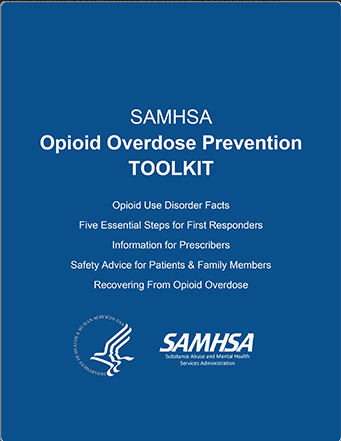 SAMHSA
Opioid Overdose Prevention
TOOLKIT
Opioid Use Disorder Facts
Five Essential Steps for First Responders
Information for Prescribers
Safety Advice for Patients & Family Members
Recovering From Opioid Overdose
DEPARTMENT OF HEALTH & HUMAN SERVICES USA
SAMHSA
Substance Abuse and Mental Health
Services Administration